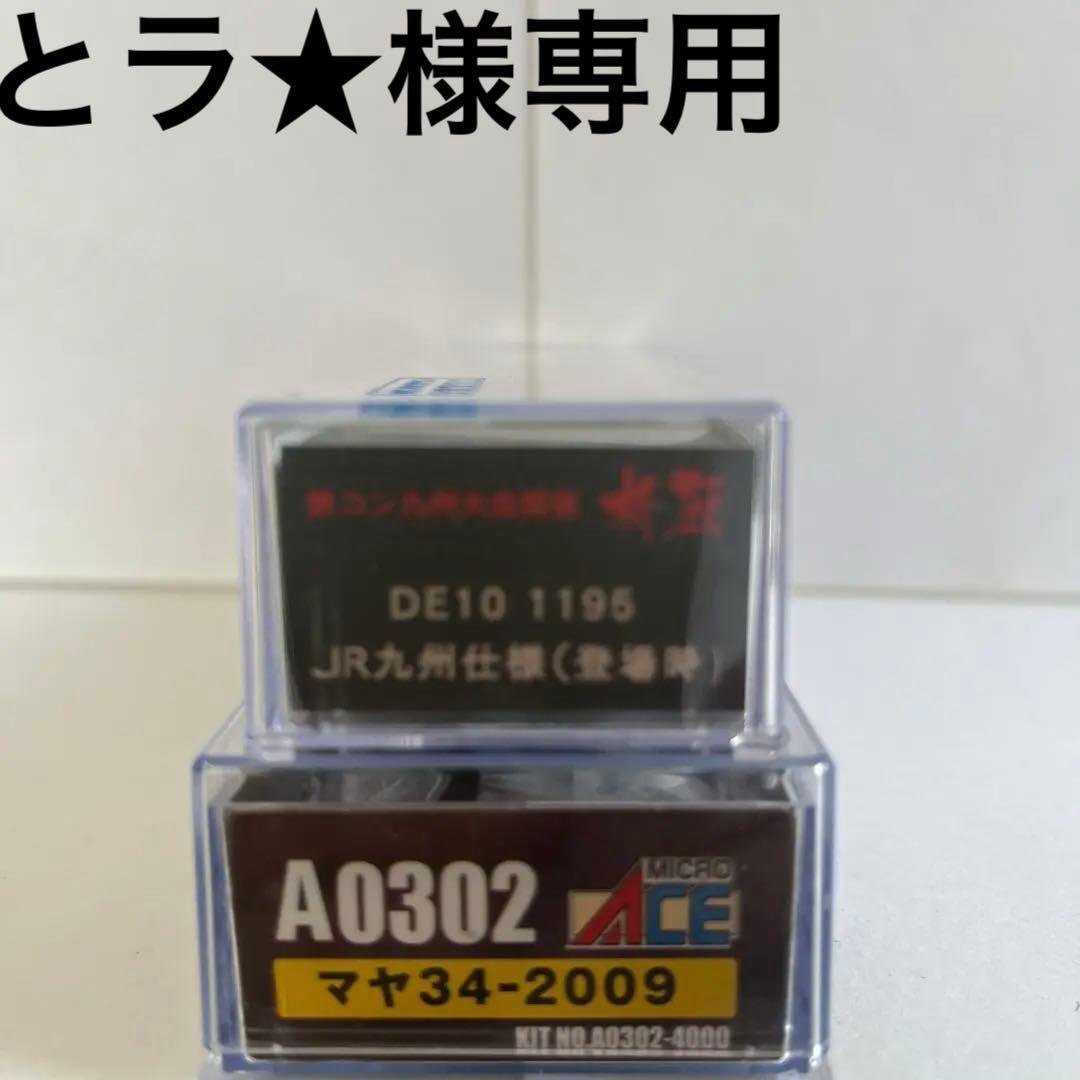 とラ★様専用
DE10 1195
JR九州仕様(登場時)
A0302
MICRO
ACE
マヤ34-2009
KIT NO.A0302-4000